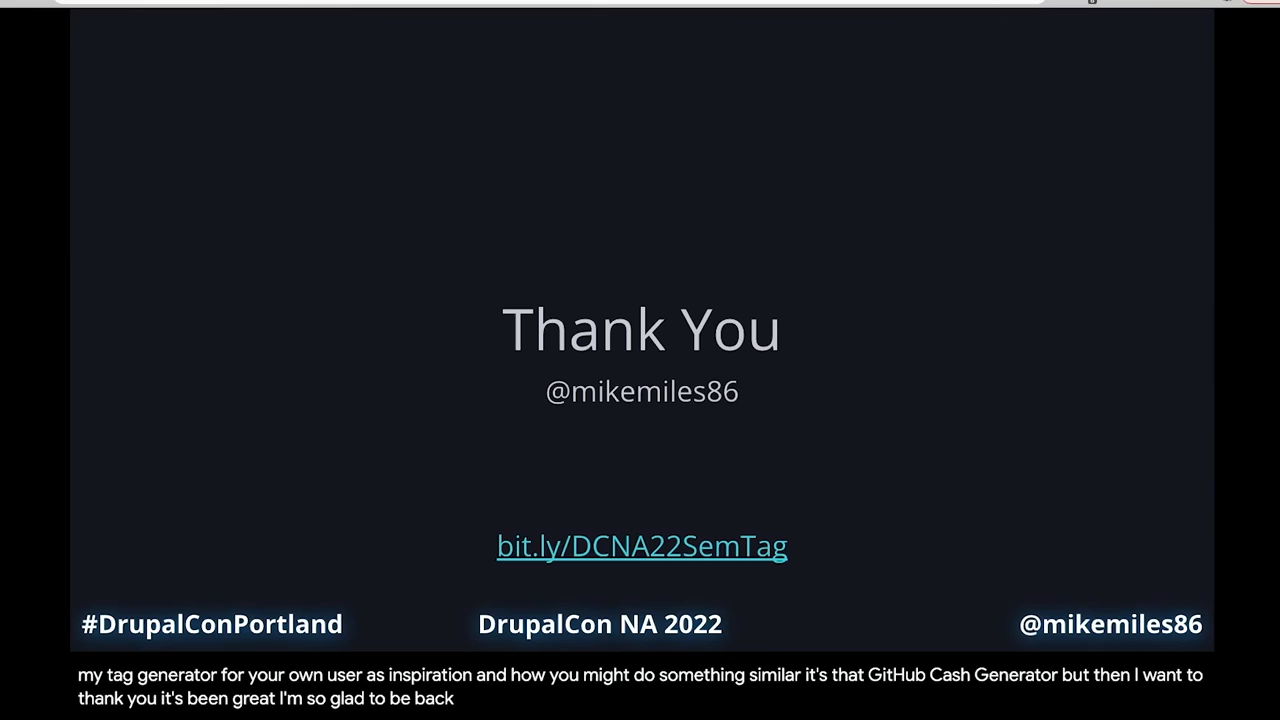 Thank You
@mikemiles86
bit.ly/DCNA22SemTag
#DrupalConPortland DrupalCon NA 2022 @mikemiles86
my tag generator for your own user as inspiration and how you might do something similar it's that GitHub Cash Generator but then I want to
thank you it's been great I'm so glad to be back